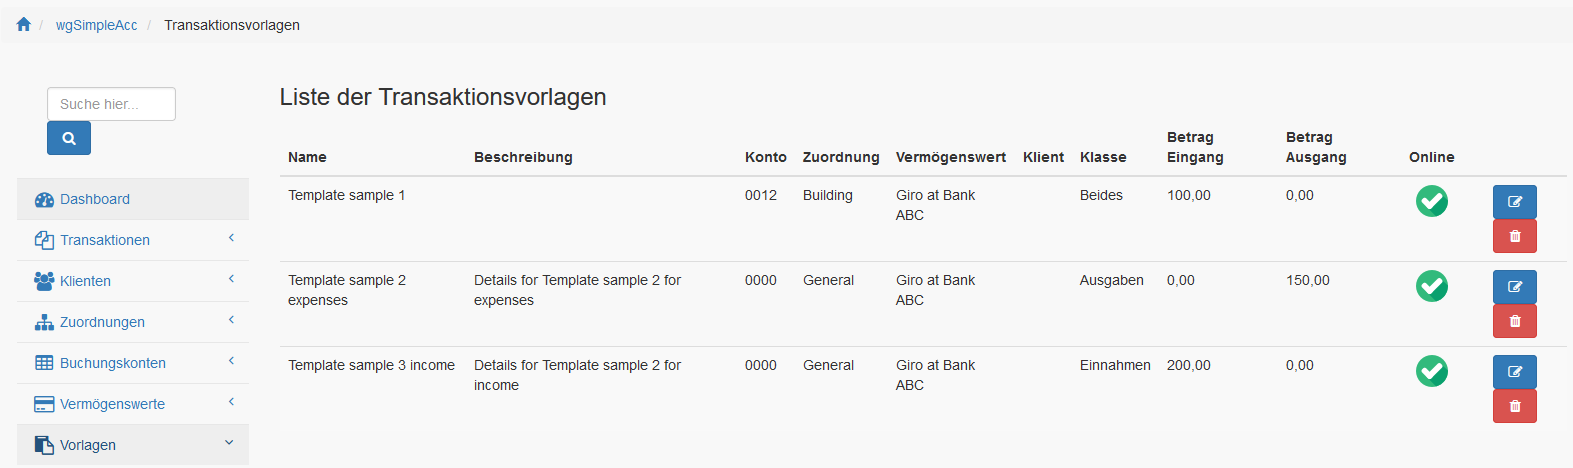 / wgSimpleAcc / Transaktionsvorlagen
Suche hier...
Dashboard
Transaktionen
Klienten
Zuordnungen
Buchungskonten
Vermögenswerte
Vorlagen
Liste der Transaktionsvorlagen
Name Beschreibung Konto Zuordnung Vermögenswert Klient Klasse Betrag Eingang Betrag Ausgang Online
Template sample 1 0012 Building Giro at Bank Beides 100,00 0,00
ABC
Template sample 2 Details for Template sample 2 for 0000 General Giro at Bank Ausgaben 0,00 150,00
expenses expenses ABC
Template sample 3 income Details for Template sample 2 for 0000 General Giro at Bank Einnahmen 200,00 0,00
income ABC